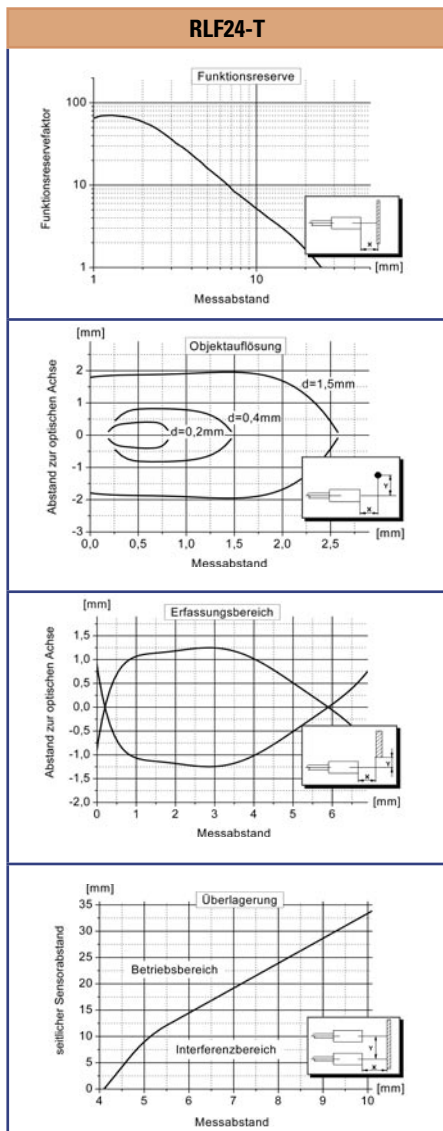 RLF24-T
Funktionsreserve
Funktionsreservefaktor
100
10
1
1
10
[mm]
Messabstand
x
[mm]
Objektauflösung
Abstand zur optischen Achse
2
1
0
-1
-2
-3
d=1,5mm
d=0,4mm
d=0,2mm
0,0
0,5
1,0
1,5
2,0
2,5
[mm]
Messabstand
Y
x
[mm]
Erfassungsbereich
Abstand zur optischen Achse
1,5
1,0
0,5
0,0
-0,5
-1,0
-1,5
-2,0
0
1
2
3
4
5
6
[mm]
Messabstand
Y
x
[mm]
Überlagerung
seitlicher Sensorabstand
35
30
25
20
15
10
5
0
Betriebsbereich
Interferenzbereich
4
5
6
7
8
9
10
[mm]
Messabstand
Y
x